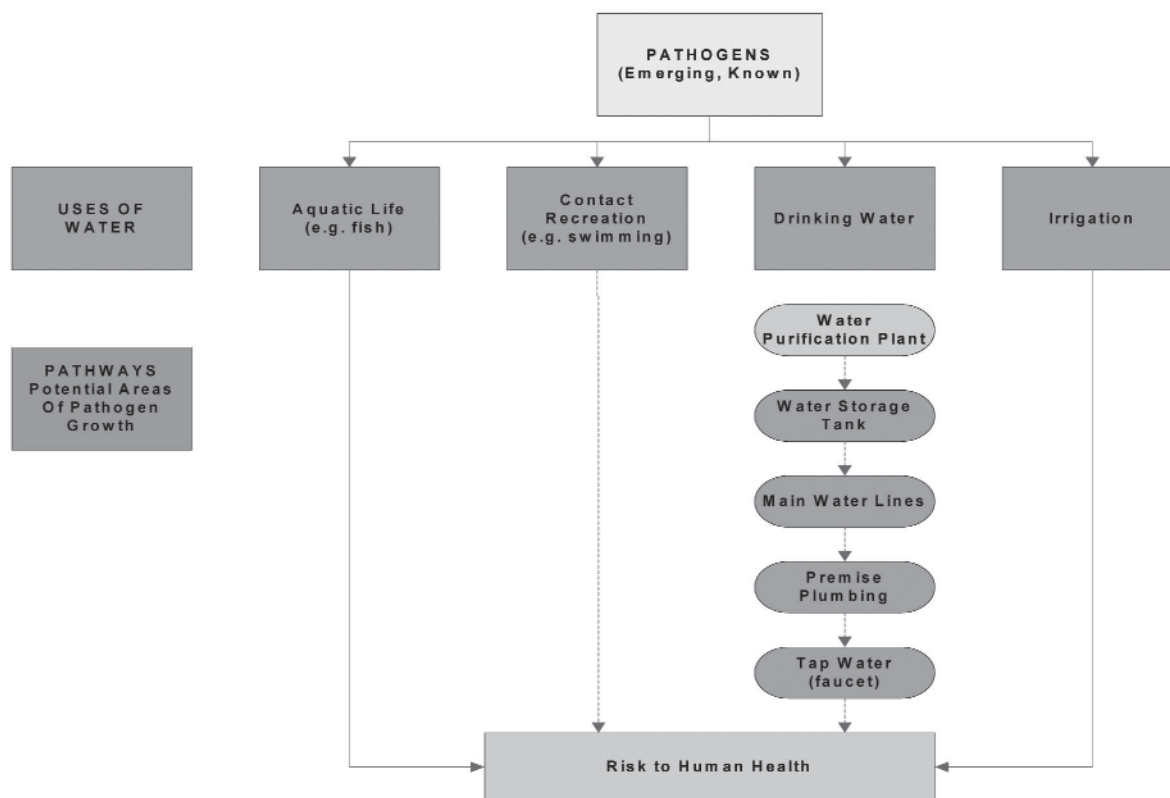 PATHOGENS
(Emerging, Known)
USES OF
WATER
Aquatic Life
(e.g. fish)
Contact
Recreation
(e.g. swimming)
Drinking Water
Irrigation
PATHWAYS
Potential Areas
Of Pathogen
Growth
Water
Purification Plant
Water Storage
Tank
Main Water Lines
Premise
Plumbing
Tap Water
(faucet)
Risk to Human Health